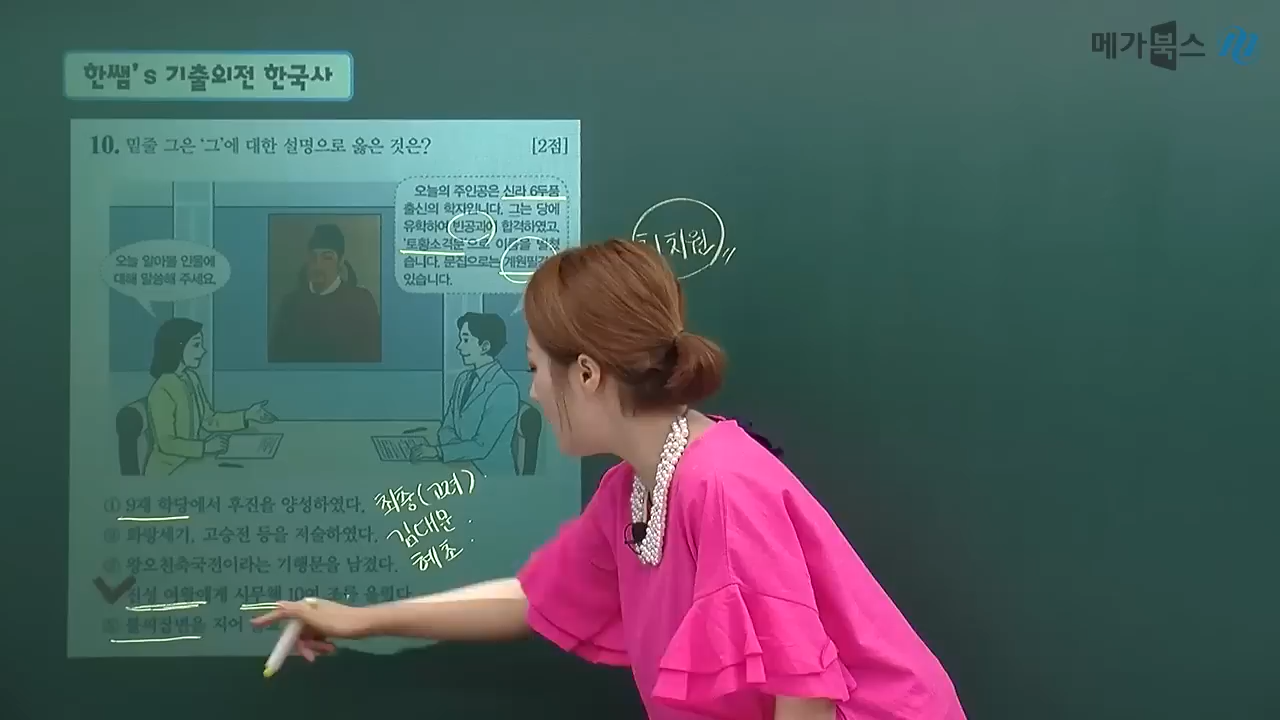 메가북스
한쌤's 기출의전 한국사
10. 밑줄 그은 '그'에 대한 설명으로 옳은 것은? [2점]
오늘의 주인공은 신라 6두품
출신의 학자입니다. 그는 당에
유학하여 빈공과에 합격하였고,
'토황소격문'으로 이름을 떨쳤
습니다. 문집으로는 계원필경
있습니다.
오늘 알아볼 인물에
대해 말씀해 주세요.
최치원
① 9재 학당에서 후진을 양성하였다. 최충(고려)
② 화랑세기, 고승전 등을 저술하였다. 김대문
③ 왕오천축국전이라는 기행문을 남겼다. 혜초
진성 여왕에게 시무책 10여 조를 올렸다
⑤ 불씨잡변을 지어